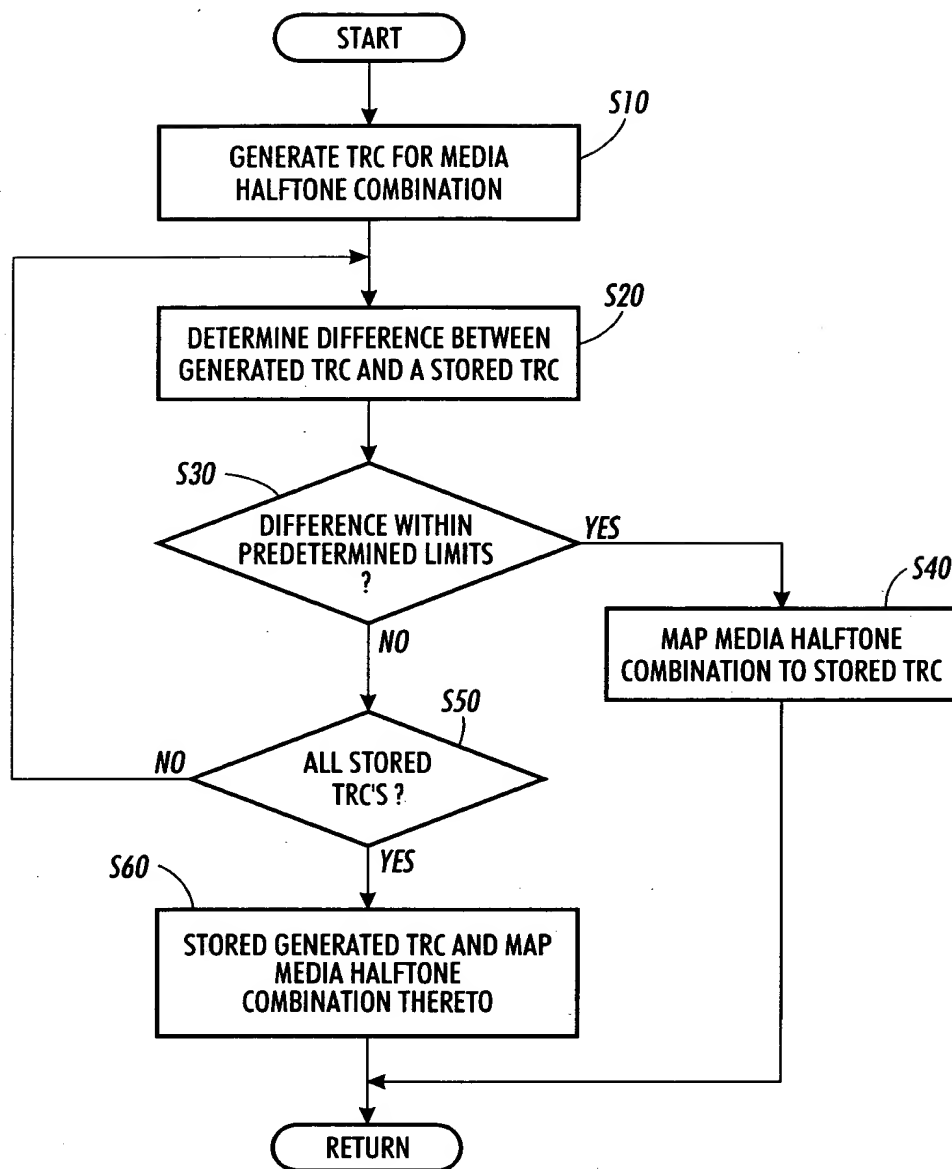 START
S10
GENERATE TRC FOR MEDIA
HALFTONE COMBINATION
S20
DETERMINE DIFFERENCE BETWEEN
GENERATED TRC AND A STORED TRC
S30
DIFFERENCE WITHIN
PREDETERMINED LIMITS
?
YES
S40
MAP MEDIA HALFTONE
COMBINATION TO STORED TRC
NO
S50
NO
ALL STORED
TRC'S ?
YES
S60
STORED GENERATED TRC AND MAP
MEDIA HALFTONE
COMBINATION THERETO
RETURN